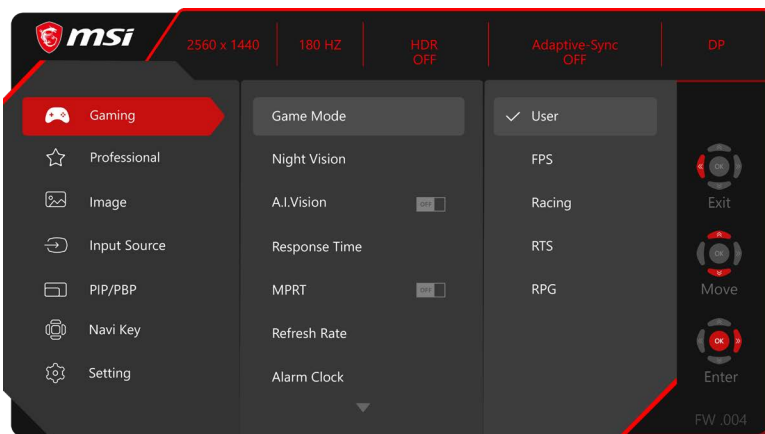 msi
2560 x 1440
180 HZ
HDR
OFF
Adaptive-Sync
OFF
DP
Gaming
Professional
Image
Input Source
PIP/PBP
Navi Key
Setting
Game Mode
Night Vision
A.I.Vision
OFF
Response Time
MPRT
OFF
Refresh Rate
Alarm Clock
User
FPS
Racing
RTS
RPG
OK
Exit
OK
Move
OK
Enter
FW .004